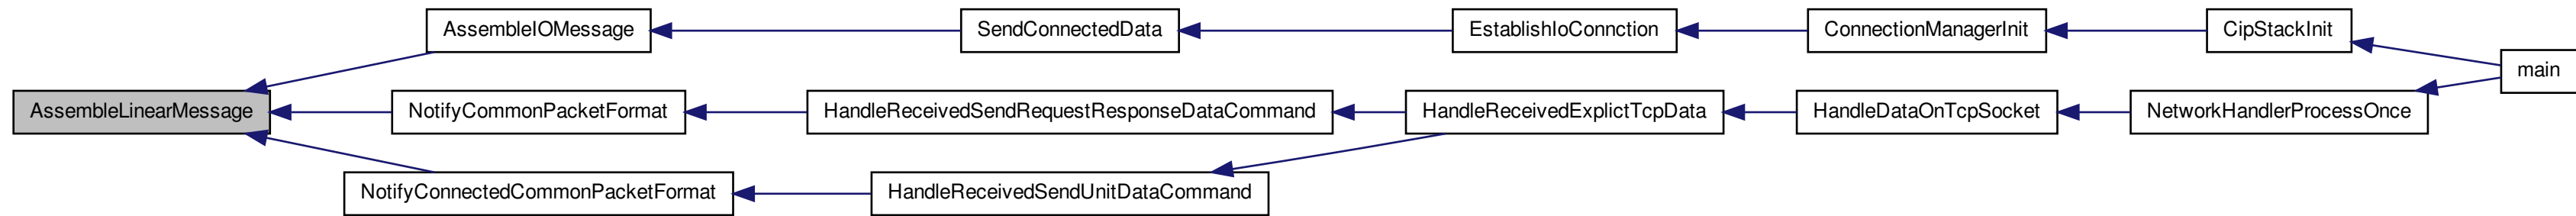 AssembleIOMessage
SendConnectedData
EstablishIoConnction
ConnectionManagerInit
CipStackInit
main
AssembleLinearMessage
NotifyCommonPacketFormat
HandleReceivedSendRequestResponseDataCommand
HandleReceivedExplictTcpData
HandleDataOnTcpSocket
NetworkHandlerProcessOnce
NotifyConnectedCommonPacketFormat
HandleReceivedSendUnitDataCommand